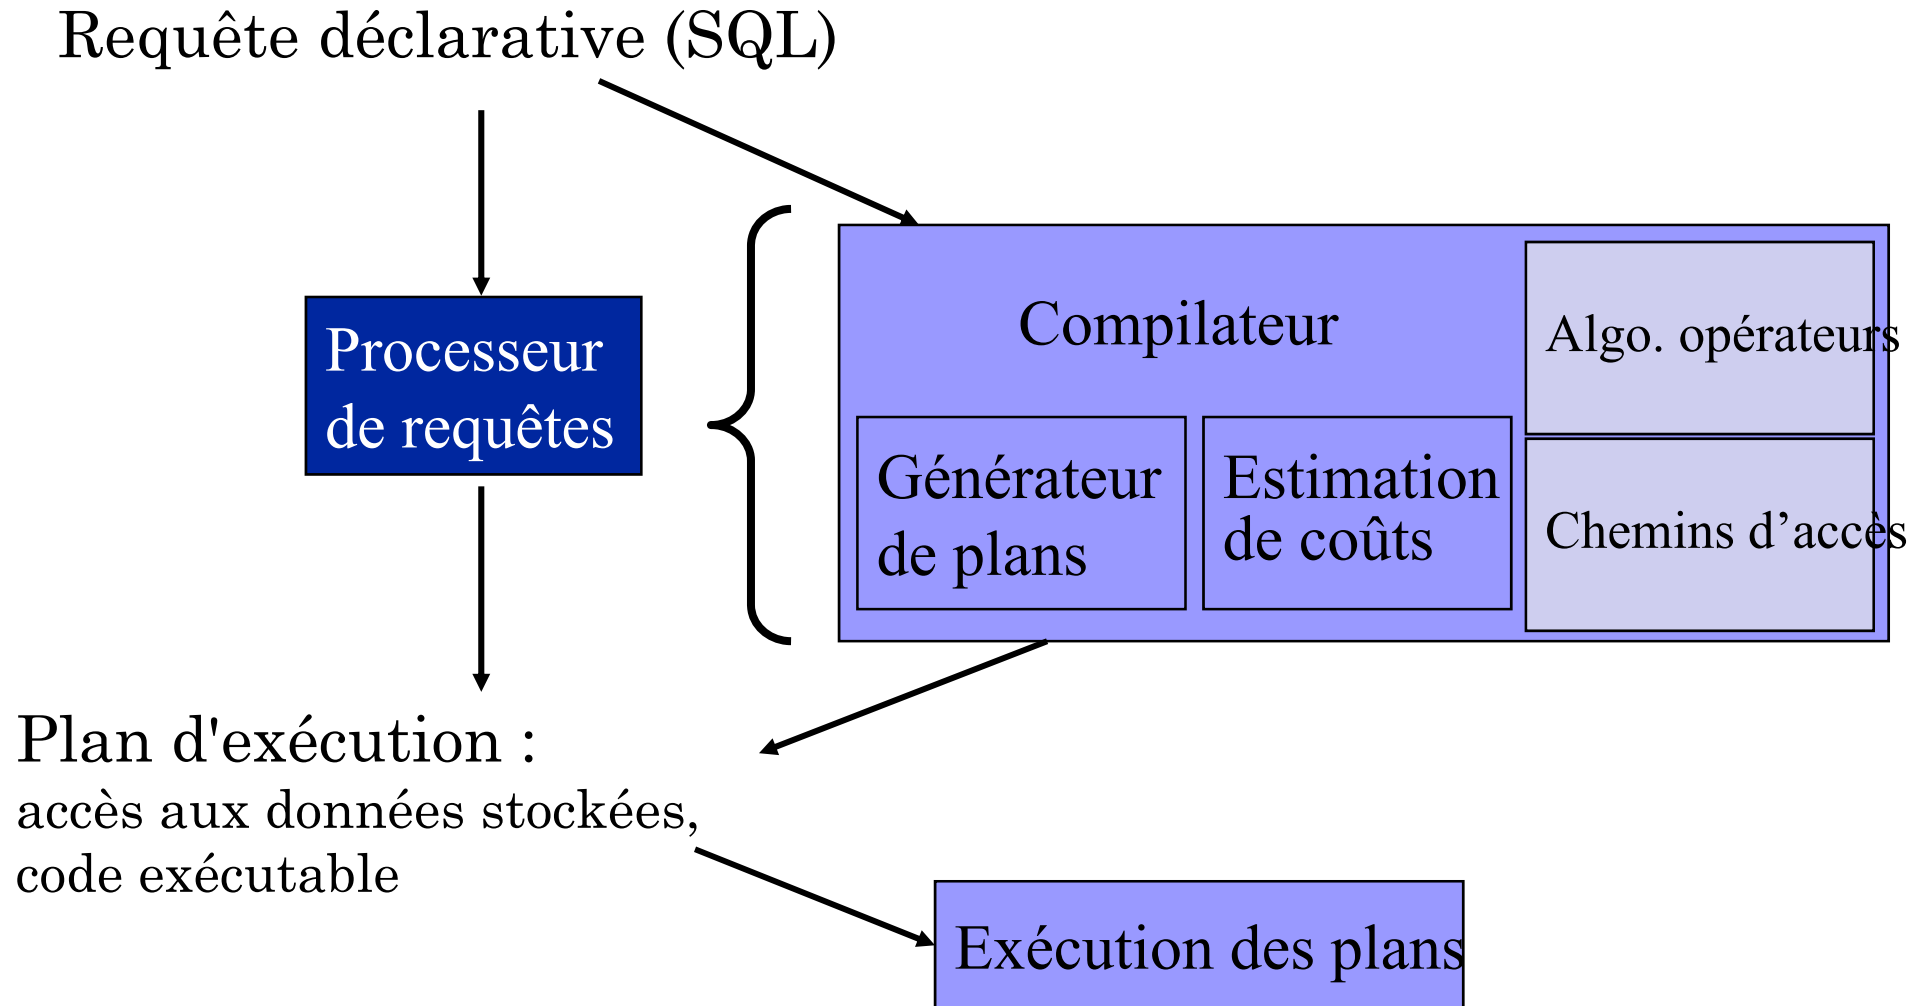 Requête déclarative (SQL)
Processeur
de requêtes
Compilateur
Algo. opérateurs
Générateur
de plans
Estimation
de coûts
Chemins d’accès
Plan d'exécution :
accès aux données stockées,
code exécutable
Exécution des plans